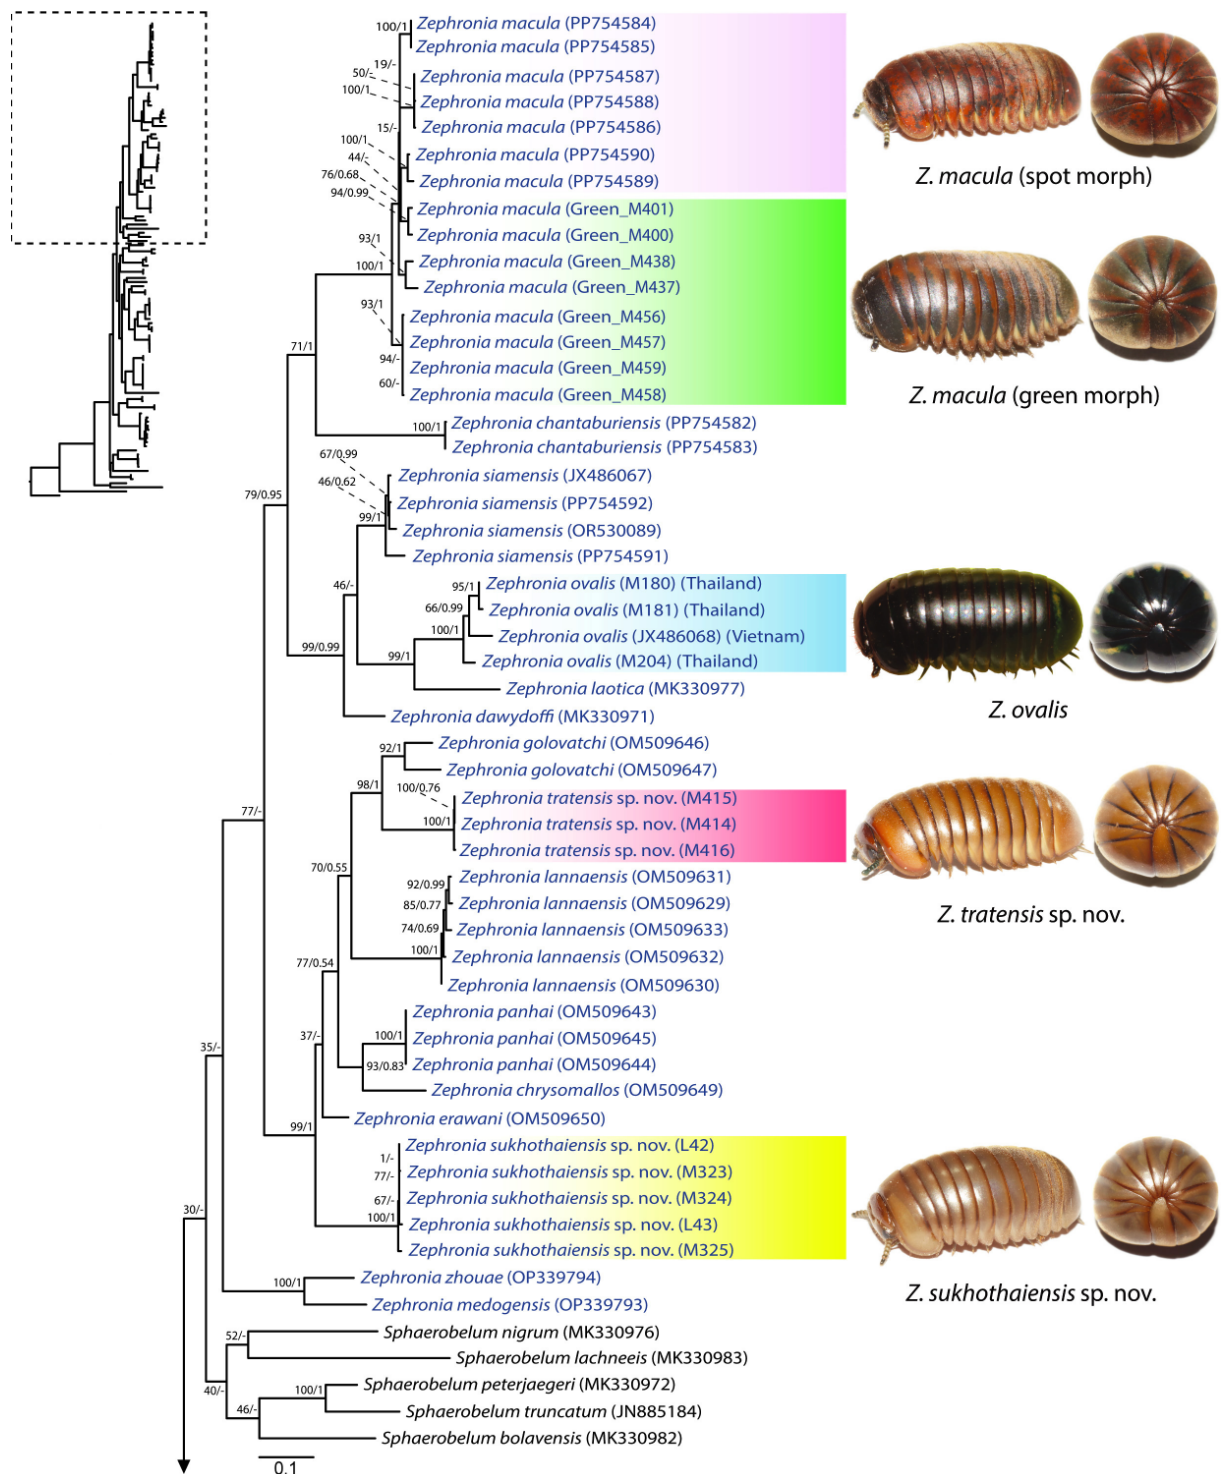 100/1
Zephronia macula (PP754584)
Zephronia macula (PP754585)
19/-
50/-
Zephronia macula (PP754587)
100/1
Zephronia macula (PP754588)
Zephronia macula (PP754586)
15/-
100/1
Zephronia macula (PP754590)
44/-
76/0.68
Zephronia macula (PP754589)
94/0.99
Z. macula (spot morph)
Zephronia macula (Green_M401)
Zephronia macula (Green_M400)
93/1
Zephronia macula (Green_M438)
100/1
Zephronia macula (Green_M437)
93/1
Zephronia macula (Green_M456)
Zephronia macula (Green_M457)
94/-
Zephronia macula (Green_M459)
60/-
Zephronia macula (Green_M458)
Z. macula (green morph)
71/1
100/1
Zephronia chantaburiensis (PP754582)
Zephronia chantaburiensis (PP754583)
67/0.99
Zephronia siamensis (JX486067)
46/0.62
79/0.95
Zephronia siamensis (PP754592)
99/1
Zephronia siamensis (OR530089)
Zephronia siamensis (PP754591)
46/-
95/1
Zephronia ovalis (M180) (Thailand)
66/0.99
Zephronia ovalis (M181) (Thailand)
100/1
Zephronia ovalis (JX486068) (Vietnam)
99/0.99
99/1
Zephronia ovalis (M204) (Thailand)
Zephronia laotica (MK330977)
Z. ovalis
Zephronia dawydoffi (MK330971)
92/1
Zephronia golovatchi (OM509646)
Zephronia golovatchi (OM509647)
98/1
100/0.76
Zephronia tratensis sp. nov. (M415)
77/-
100/1
Zephronia tratensis sp. nov. (M414)
Zephronia tratensis sp. nov. (M416)
70/0.55
92/0.99
Zephronia lannaensis (OM509631)
85/0.77
Zephronia lannaensis (OM509629)
Z. tratensis sp. nov.
74/0.69
Zephronia lannaensis (OM509633)
100/1
Zephronia lannaensis (OM509632)
77/0.54
Zephronia lannaensis (OM509630)
Zephronia panhai (OM509643)
37/-
100/1
Zephronia panhai (OM509645)
35/-
93/0.83
Zephronia panhai (OM509644)
Zephronia chrysomallos (OM509649)
Zephronia erawani (OM509650)
99/1
Zephronia sukhothaiensis sp. nov. (L42)
1/-
77/-
Zephronia sukhothaiensis sp. nov. (M323)
67/-
Zephronia sukhothaiensis sp. nov. (M324)
30/-
100/1
Zephronia sukhothaiensis sp. nov. (L43)
Zephronia sukhothaiensis sp. nov. (M325)
100/1
Zephronia zhouae (OP339794)
Z. sukhothaiensis sp. nov.
Zephronia medogensis (OP339793)
52/-
Sphaerobelum nigrum (MK330976)
Sphaerobelum lachneeis (MK330983)
40/-
100/1
Sphaerobelum peterjaegeri (MK330972)
46/-
Sphaerobelum truncatum (JN885184)
Sphaerobelum bolavensis (MK330982)
0.1